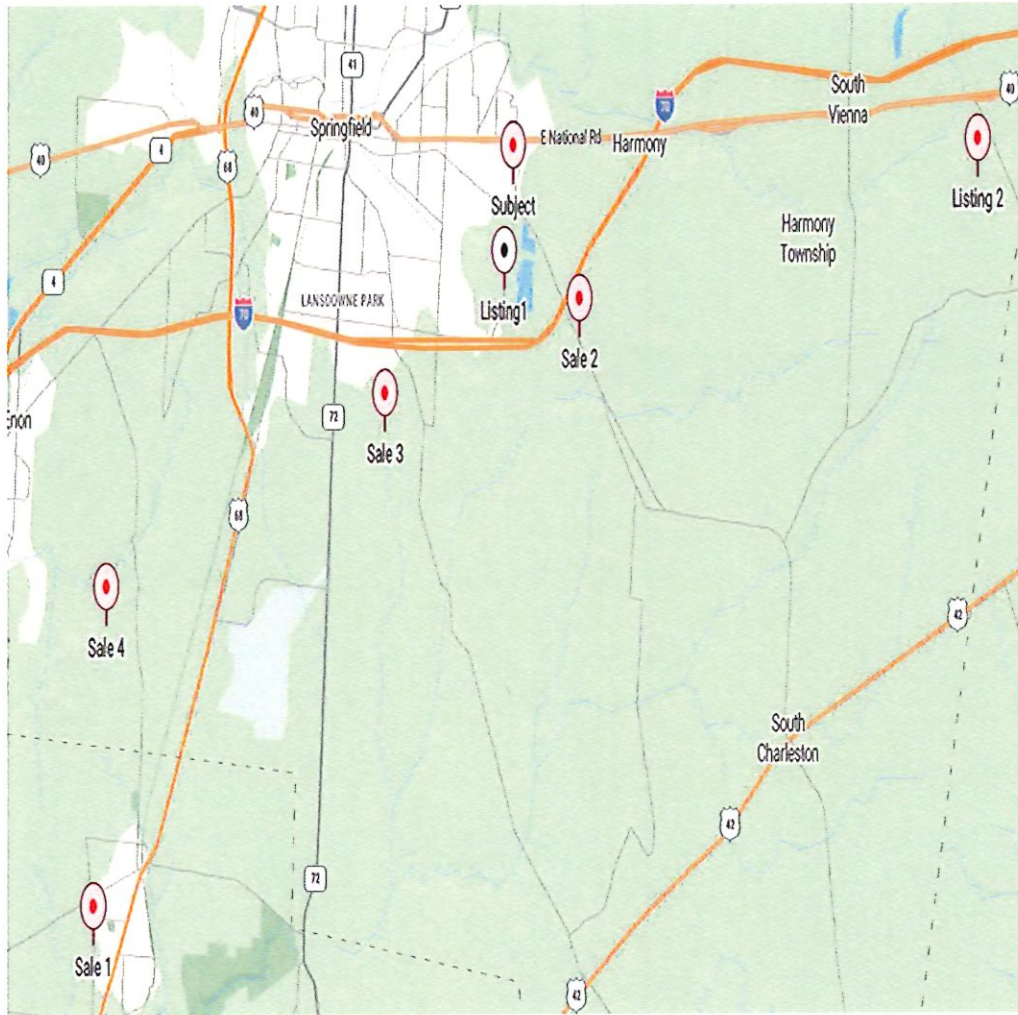 41
40
Springfield
E National Rd
Harmony
70
South
Vienna
40
40
4
68
Subject
Listing 2
Harmony
Township
4
Listing1
LANSDOWNE PARK
70
Sale 2
72
Sale 3
68
Sale 4
42
South
Charleston
42
72
Sale 1
42